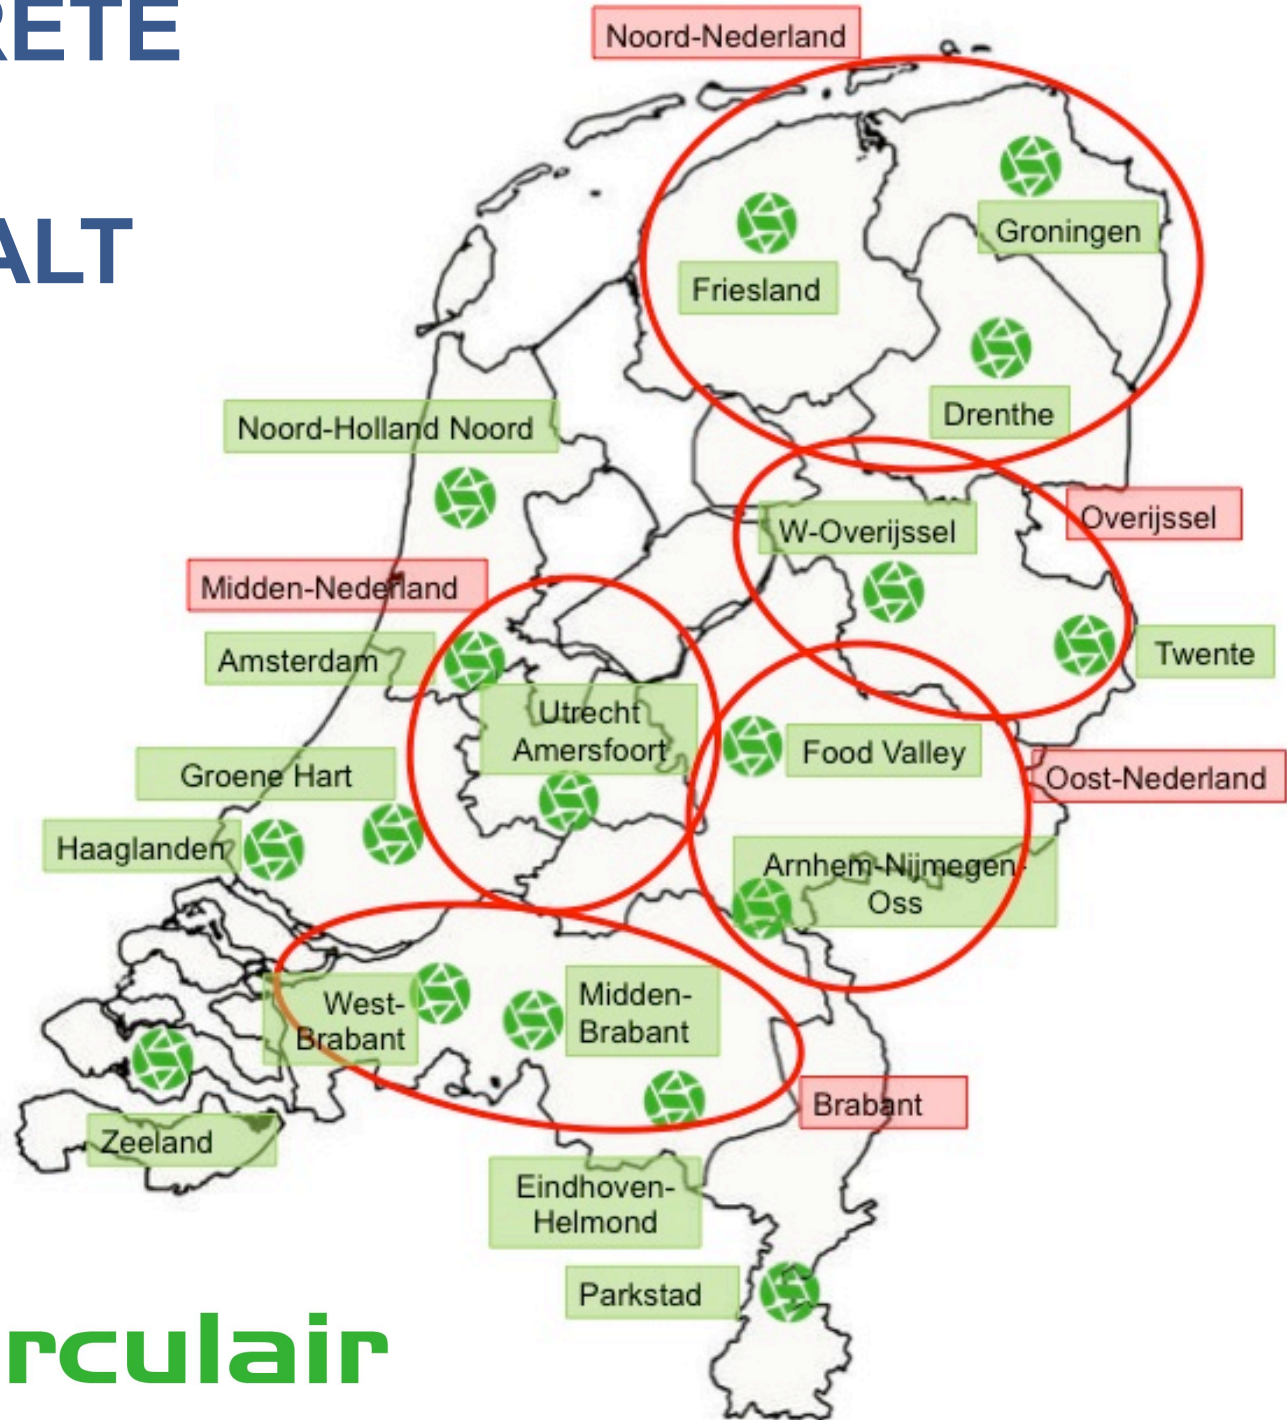 RETE
ALT
Noord-Nederland
Groningen
Friesland
Drenthe
Noord-Holland Noord
Overijssel
W-Overijssel
Midden-Nederland
Amsterdam
Twente
Utrecht
Amersfoort
Food Valley
Groene Hart
Oost-Nederland
Haaglanden
Arnhem-Nijmegen-
Oss
West-
Brabant
Midden-
Brabant
Brabant
Zeeland
Eindhoven-
Helmond
Parkstad
rculair